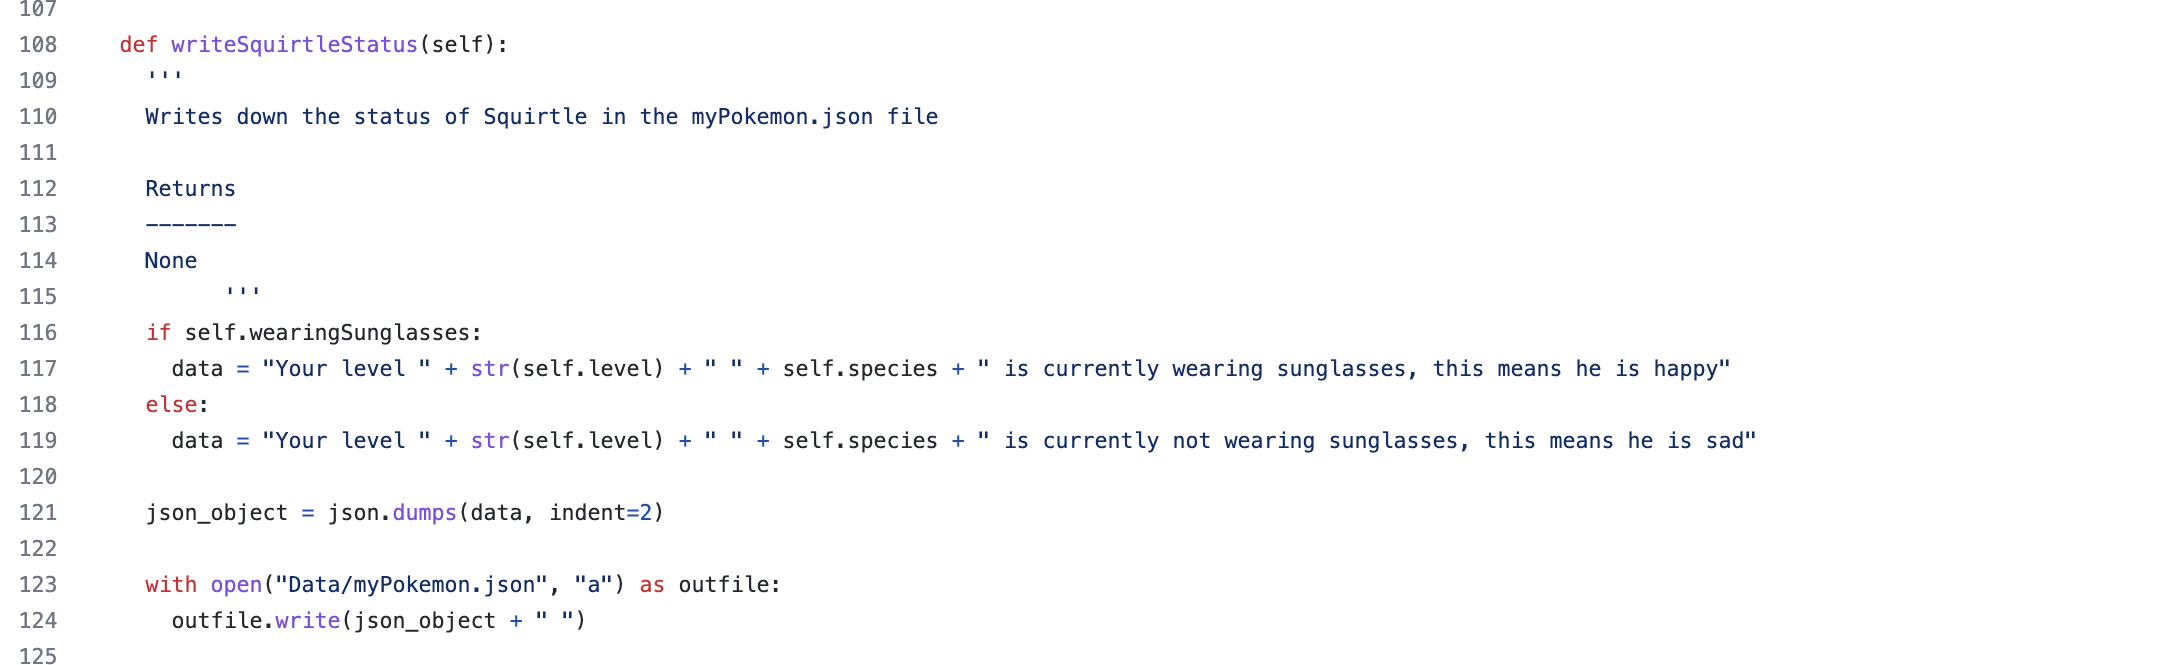 107
108 def writeSquirtleStatus(self):
109 '''
110 Writes down the status of Squirtle in the myPokemon.json file
111
112 Returns
113 -------
114 None
115 '''
116 if self.wearingSunglasses:
117 data = "Your level " + str(self.level) + " " + self.species + " is currently wearing sunglasses, this means he is happy"
118 else:
119 data = "Your level " + str(self.level) + " " + self.species + " is currently not wearing sunglasses, this means he is sad"
120
121 json_object = json.dumps(data, indent=2)
122
123 with open("Data/myPokemon.json", "a") as outfile:
124 outfile.write(json_object + " ")
125